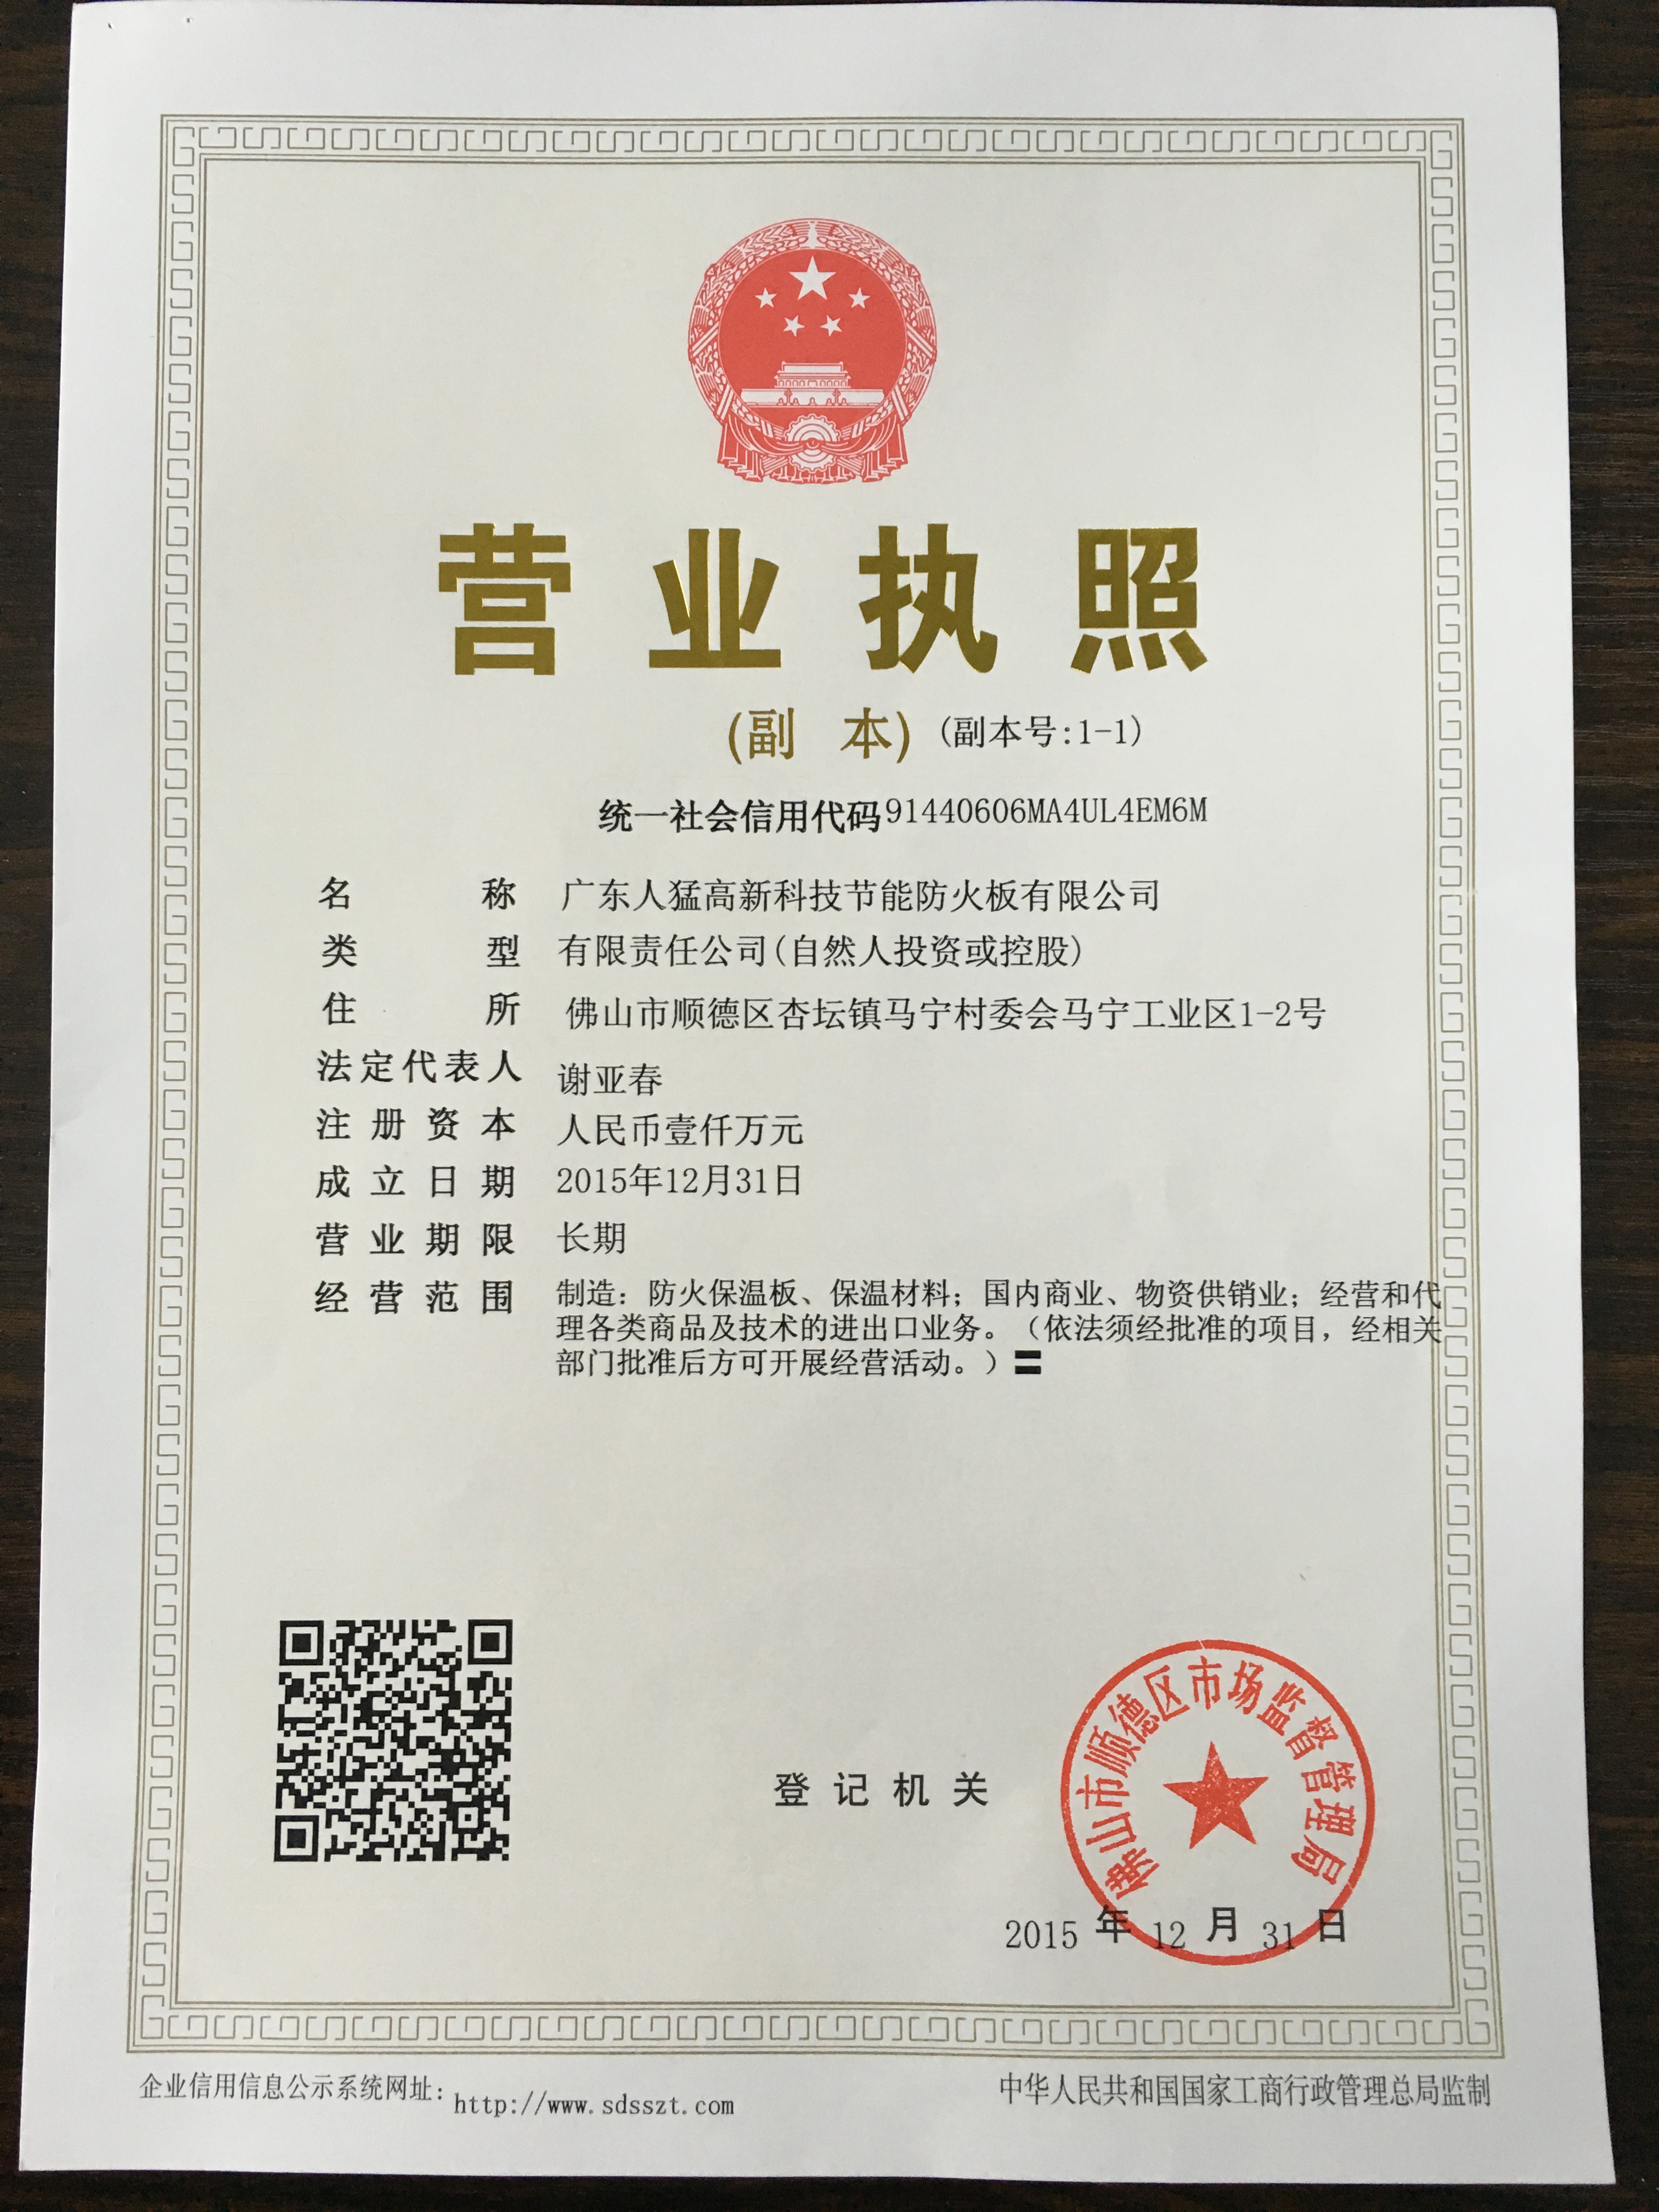 营业执照
(副 本) (副本号:1-1)
统一社会信用代码91440606MA4UL4EM6M
名称 广东人猛高新科技节能防火板有限公司
类型 有限责任公司(自然人投资或控股)
住所 佛山市顺德区杏坛镇马宁村委会马宁工业区1-2号
法定代表人 谢亚春
注册资本 人民币壹仟万元
成立日期 2015年12月31日
营业期限 长期
经营范围 制造：防火保温板、保温材料；国内商业、物资供销业；经营和代
理各类商品及技术的进出口业务。（依法须经批准的项目，经相关
部门批准后方可开展经营活动。）〓
登记机关
佛山市顺德区市场监督管理局
2015年12月31日
企业信用信息公示系统网址：http://www.sdsszt.com
中华人民共和国国家工商行政管理总局监制